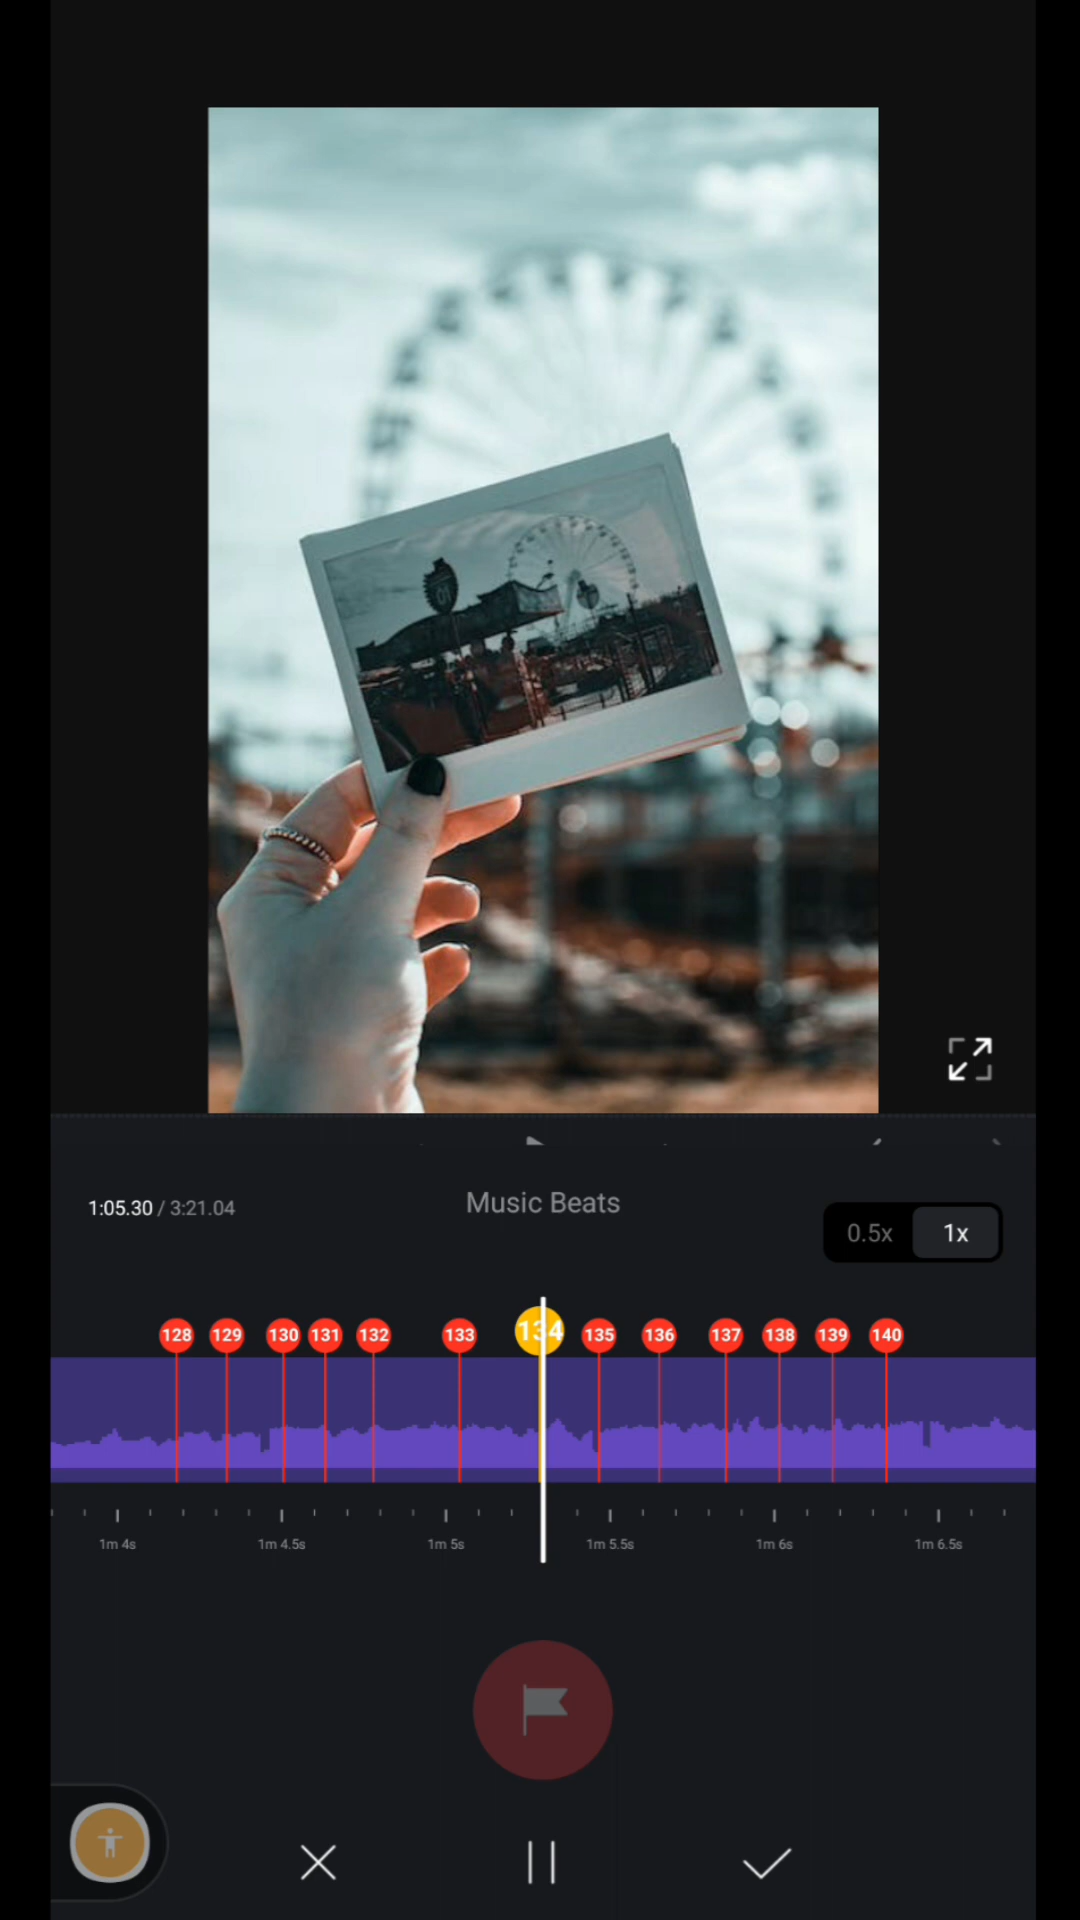 1:05.30 / 3:21.04
Music Beats
0.5x 1x
128 129 130 131 132 133 134 135 136 137 138 139 140
1m 4s 1m 4.5s 1m 5s 1m 5.5s 1m 6s 1m 6.5s